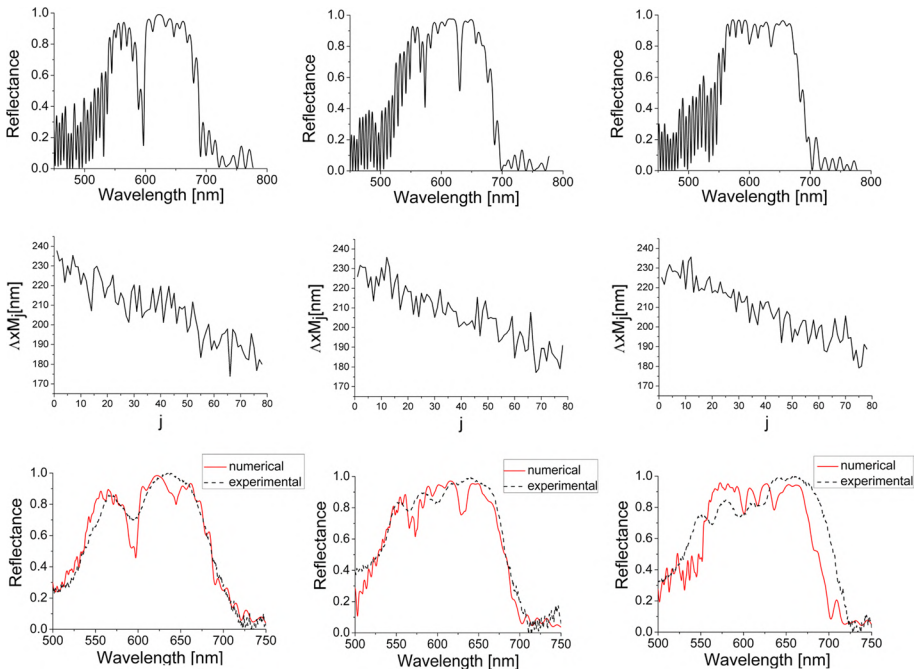 1.0 1.0 1.0
0.8 0.8 0.8
0.6 0.6 0.6
0.4 0.4 0.4
0.2 0.2 0.2
0.0 0.0 0.0
Reflectance Reflectance Reflectance
500 600 700 800 500 600 700 800 500 600 700 800
Wavelength [nm] Wavelength [nm] Wavelength [nm]
240 240 240
230 230 230
220 220 220
210 210 210
200 200 200
190 190 190
180 180 180
170 170 170
ΛxMj[nm] ΛxMj[nm] ΛxMj[nm]
0 10 20 30 40 50 60 70 80 0 10 20 30 40 50 60 70 80 0 10 20 30 40 50 60 70 80
j j j
numerical numerical numerical
experimental experimental experimental
1.0 1.0 1.0
0.8 0.8 0.8
0.6 0.6 0.6
0.4 0.4 0.4
0.2 0.2 0.2
0.0 0.0 0.0
Reflectance Reflectance Reflectance
500 550 600 650 700 750 500 550 600 650 700 750 500 550 600 650 700 750
Wavelength [nm] Wavelength [nm] Wavelength [nm]